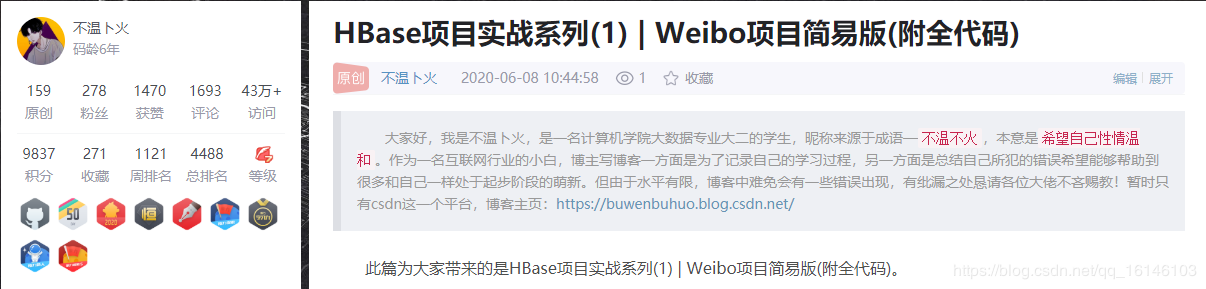 不温卜火
码龄6年
159 278 1470 1693 43万+
原创 粉丝 获赞 评论 访问
9837 271 1121 4488
积分 收藏 周排名 总排名 等级
50
2020
HBase项目实战系列(1) | Weibo项目简易版(附全代码)
原创 不温卜火 2020-06-08 10:44:58 1 收藏 编辑 展开
大家好，我是不温卜火，是一名计算机学院大数据专业大二的学生，昵称来源于成语—不温不火，本意是希望自己性情温
和。作为一名互联网行业的小白，博主写博客一方面是为了记录自己的学习过程，另一方面是总结自己所犯的错误希望能够帮助到
很多和自己一样处于起步阶段的萌新。但由于水平有限，博客中难免会有一些错误出现，有纰漏之处恳请各位大佬不吝赐教！暂时只
有csdn这一个平台，博客主页：https://buwenbuhuo.blog.csdn.net/
此篇为大家带来的是HBase项目实战系列(1) | Weibo项目简易版(附全代码)。
https://blog.csdn.net/qq_16146103